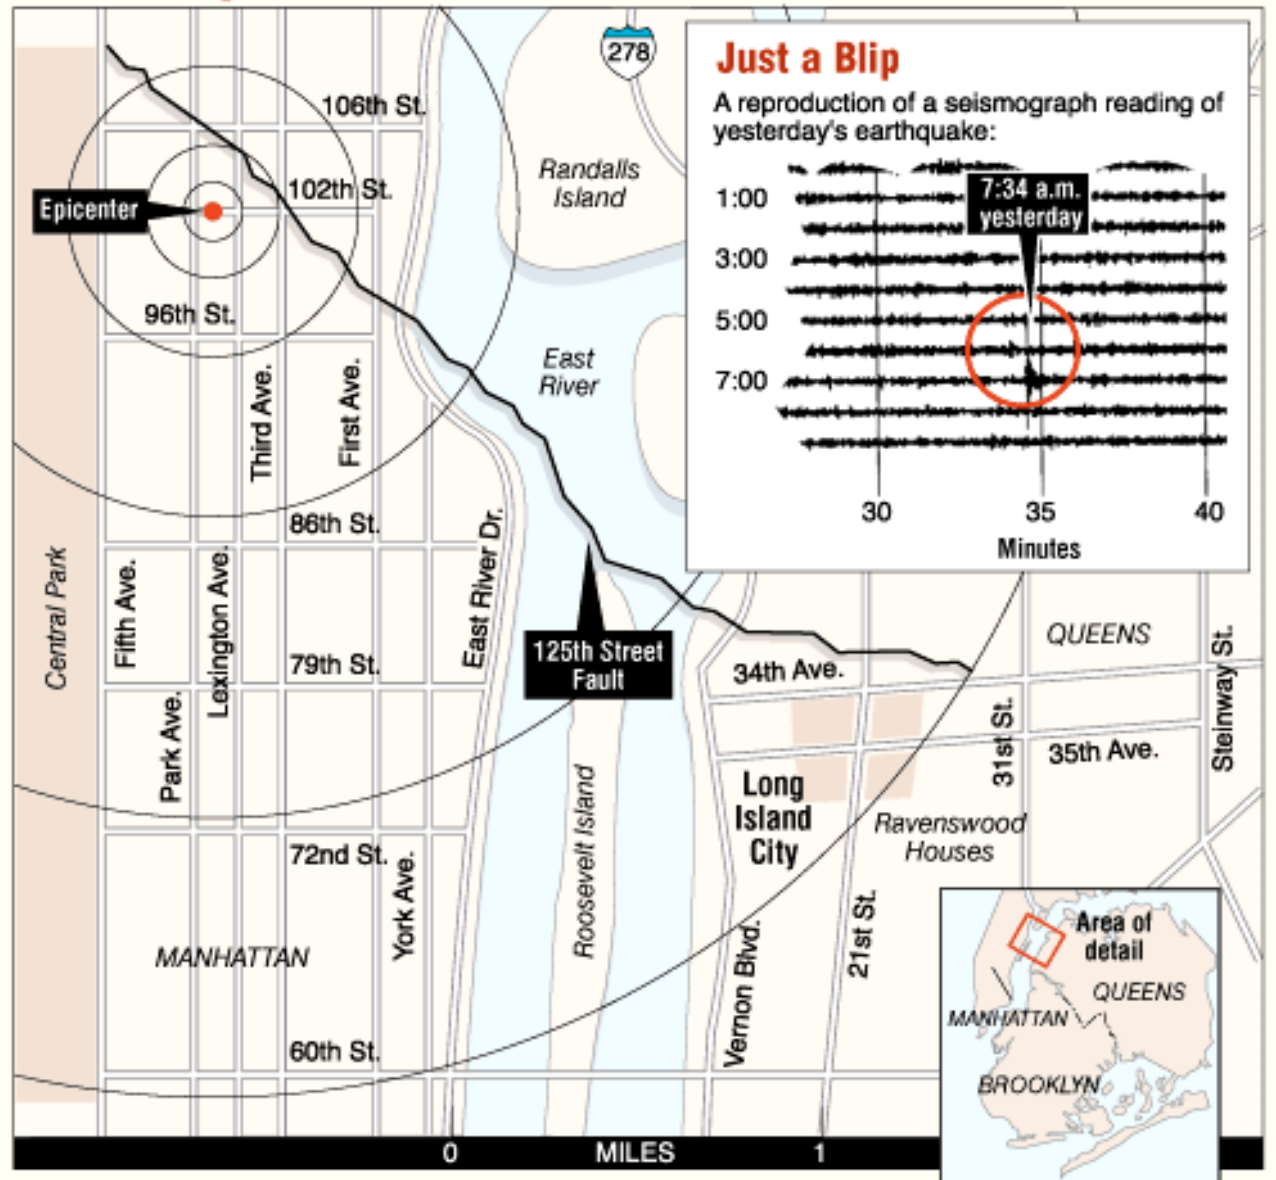 278
106th St.
102th St.
Epicenter
96th St.
Third Ave.
First Ave.
86th St.
East River Dr.
Central Park
Fifth Ave.
Lexington Ave.
Park Ave.
79th St.
72nd St.
York Ave.
MANHATTAN
60th St.
Randalls
Island
East
River
125th Street
Fault
Roosevelt Island
Just a Blip
A reproduction of a seismograph reading of
yesterday's earthquake:
1:00
7:34 a.m.
yesterday
3:00
5:00
7:00
30
35
40
Minutes
QUEENS
34th Ave.
31st St.
35th Ave.
Steinway St.
Long
Island
City
Ravenswood
Houses
Vernon Blvd.
21st St.
Area of
detail
QUEENS
MANHATTAN
BROOKLYN
0
MILES
1